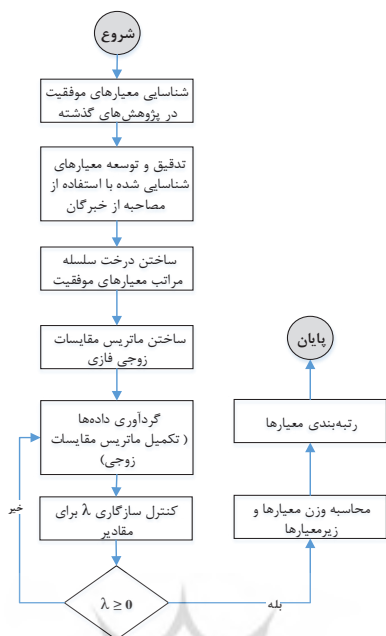 شروع
شناسایی معیارهای موفقیت
در پژوهش‌های گذشته
تدقیق و توسعه معیارهای
شناسایی شده با استفاده از
مصاحبه از خبرگان
ساختن درخت سلسله
مراتب معیارهای موفقیت
ساختن ماتریس مقایسات
زوجی فازی
گردآوری داده‌ها
( تکمیل ماتریس مقایسات
زوجی)
کنترل سازگاری λ برای
مقادیر
λ ≥ 0
خیر
بله
محاسبه وزن معیارها و
زیرمعیارها
رتبه‌بندی معیارها
پایان